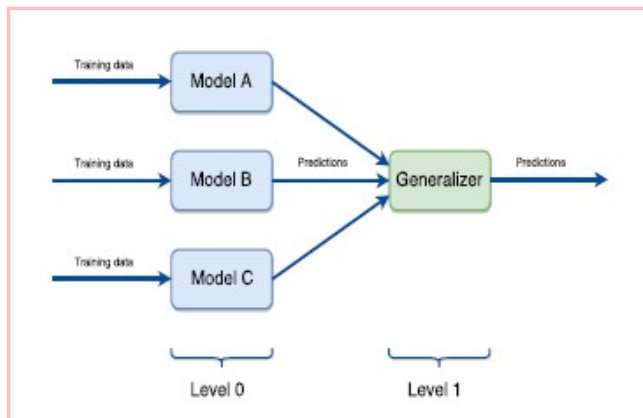 Training data
Model A
Training data
Model B
Predictions
Generalizer
Predictions
Training data
Model C
Level 0
Level 1